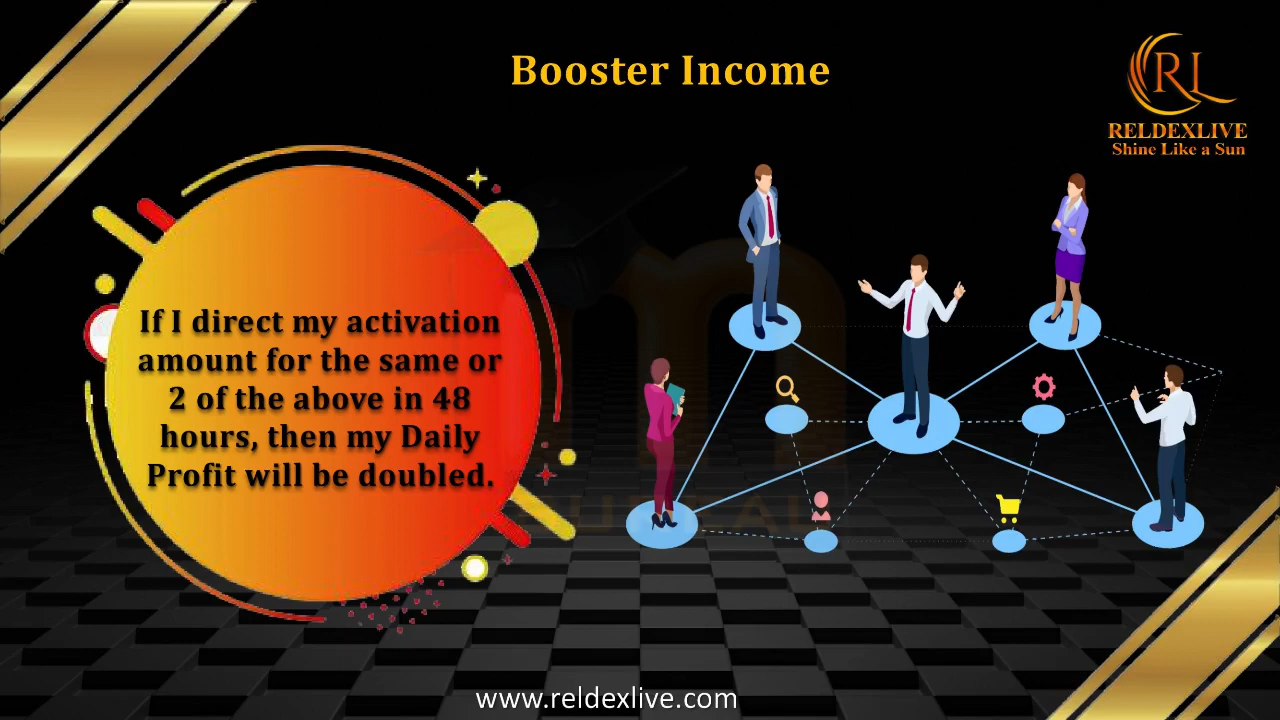 Booster Income
RL
RELDEXLIVE
Shine Like a Sun
If I direct my activation
amount for the same or
2 of the above in 48
hours, then my Daily
Profit will be doubled.
www.reldexlive.com